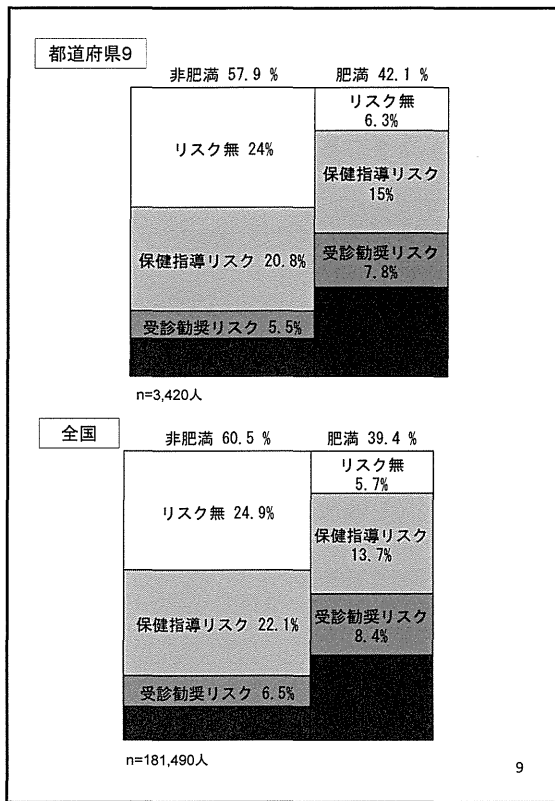 都道府県9
非肥満 57.9 %
肥満 42.1 %
リスク無 24%
保健指導リスク 20.8%
受診勧奨リスク 5.5%
リスク無
6.3%
保健指導リスク
15%
受診勧奨リスク
7.8%
n=3,420人
全国
非肥満 60.5 %
肥満 39.4 %
リスク無 24.9%
保健指導リスク 22.1%
受診勧奨リスク 6.5%
リスク無
5.7%
保健指導リスク
13.7%
受診勧奨リスク
8.4%
n=181,490人
9